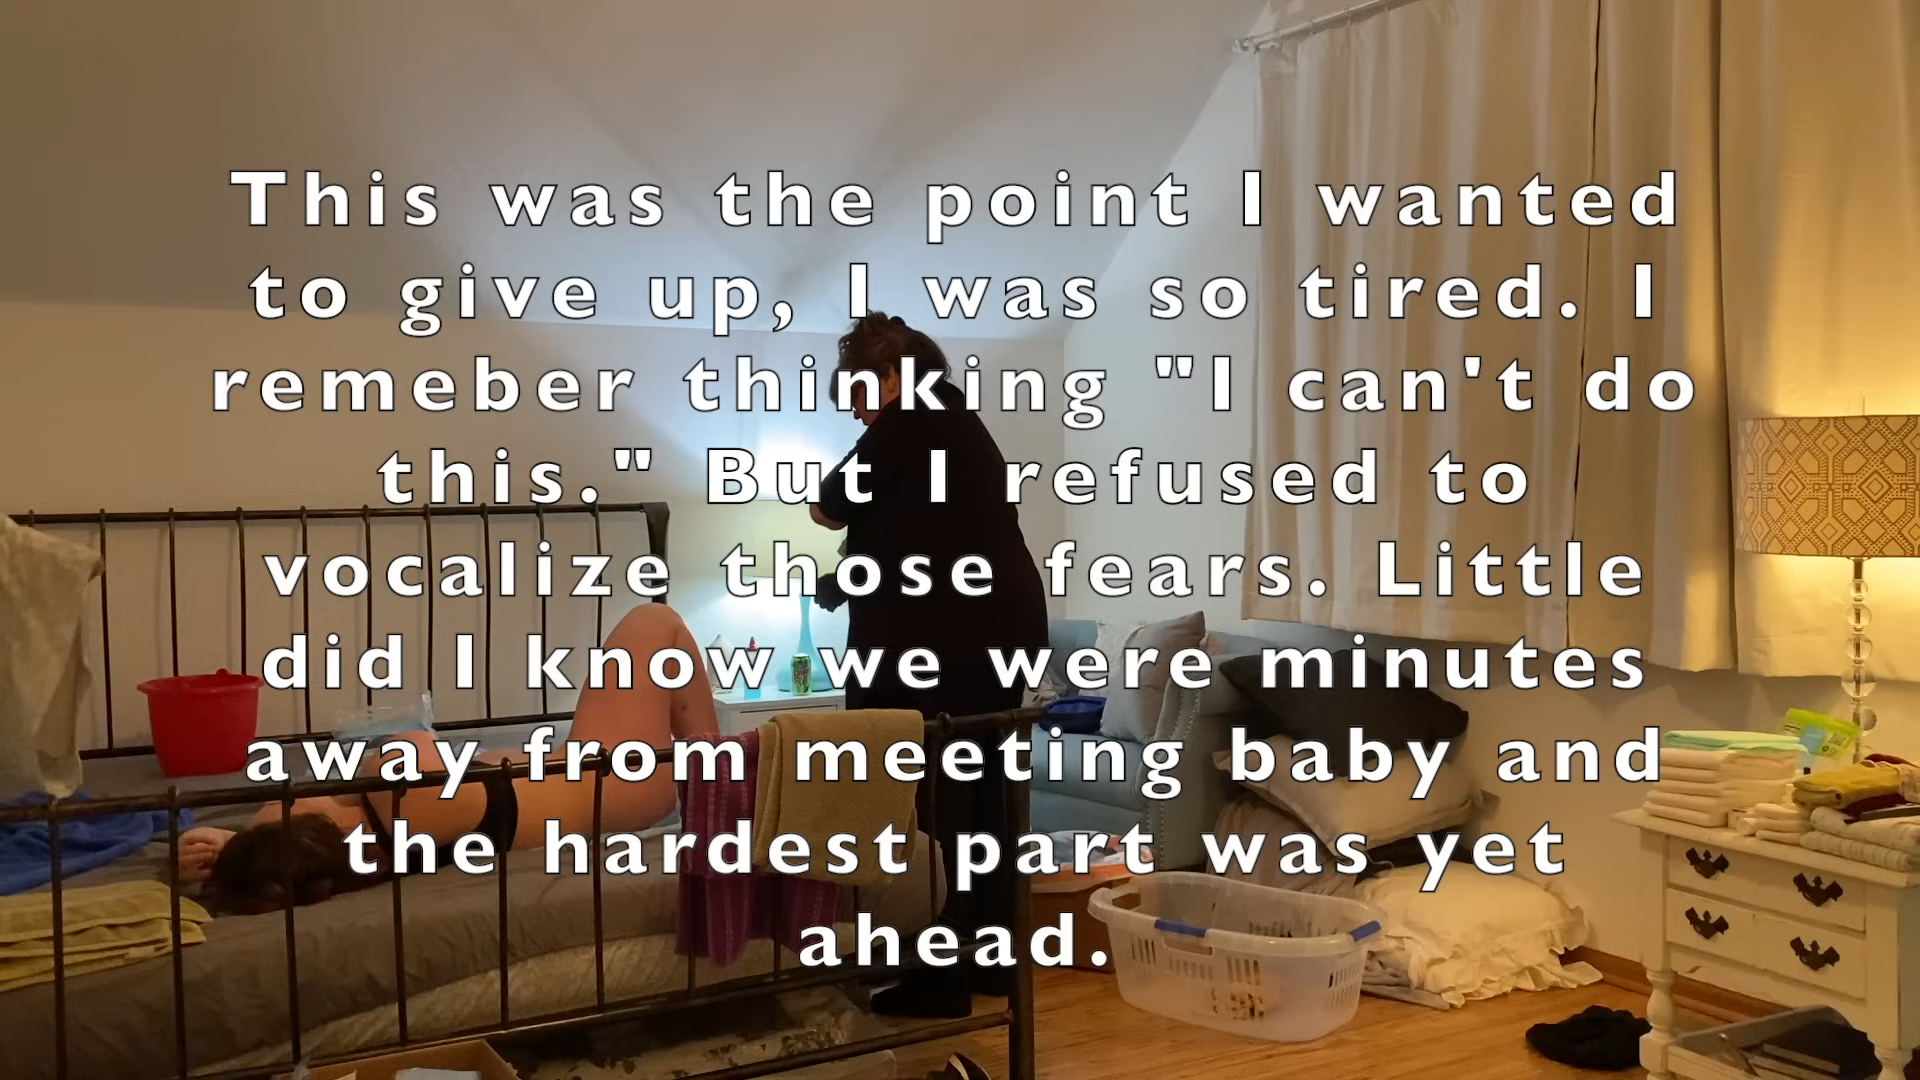 This was the point I wanted
to give up, I was so tired. I
remeber thinking "I can't do
this." But I refused to
vocalize those fears. Little
did I know we were minutes
away from meeting baby and
the hardest part was yet
ahead.